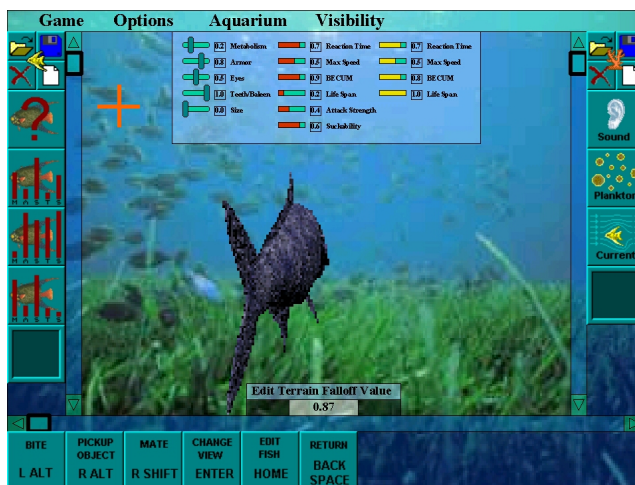 Game Options Aquarium Visibility
0.2 Metabolism 0.7 Reaction Time 0.7 Reaction Time
0.8 Armor 0.5 Max Speed 0.5 Max Speed
0.5 Eyes 0.9 BECUM 0.8 BECUM
1.0 Teeth/Baleen 0.2 Life Span 1.0 Life Span
0.0 Size 0.4 Attack Strength
0.6 Suckability
Sound
Plankton
Current
M A S T S
M A S T S
M A S T S
Edit Terrain Falloff Value
0.87
BITE
L ALT
PICKUP
OBJECT
R ALT
MATE
R SHIFT
CHANGE
VIEW
ENTER
EDIT
FISH
HOME
RETURN
BACK
SPACE